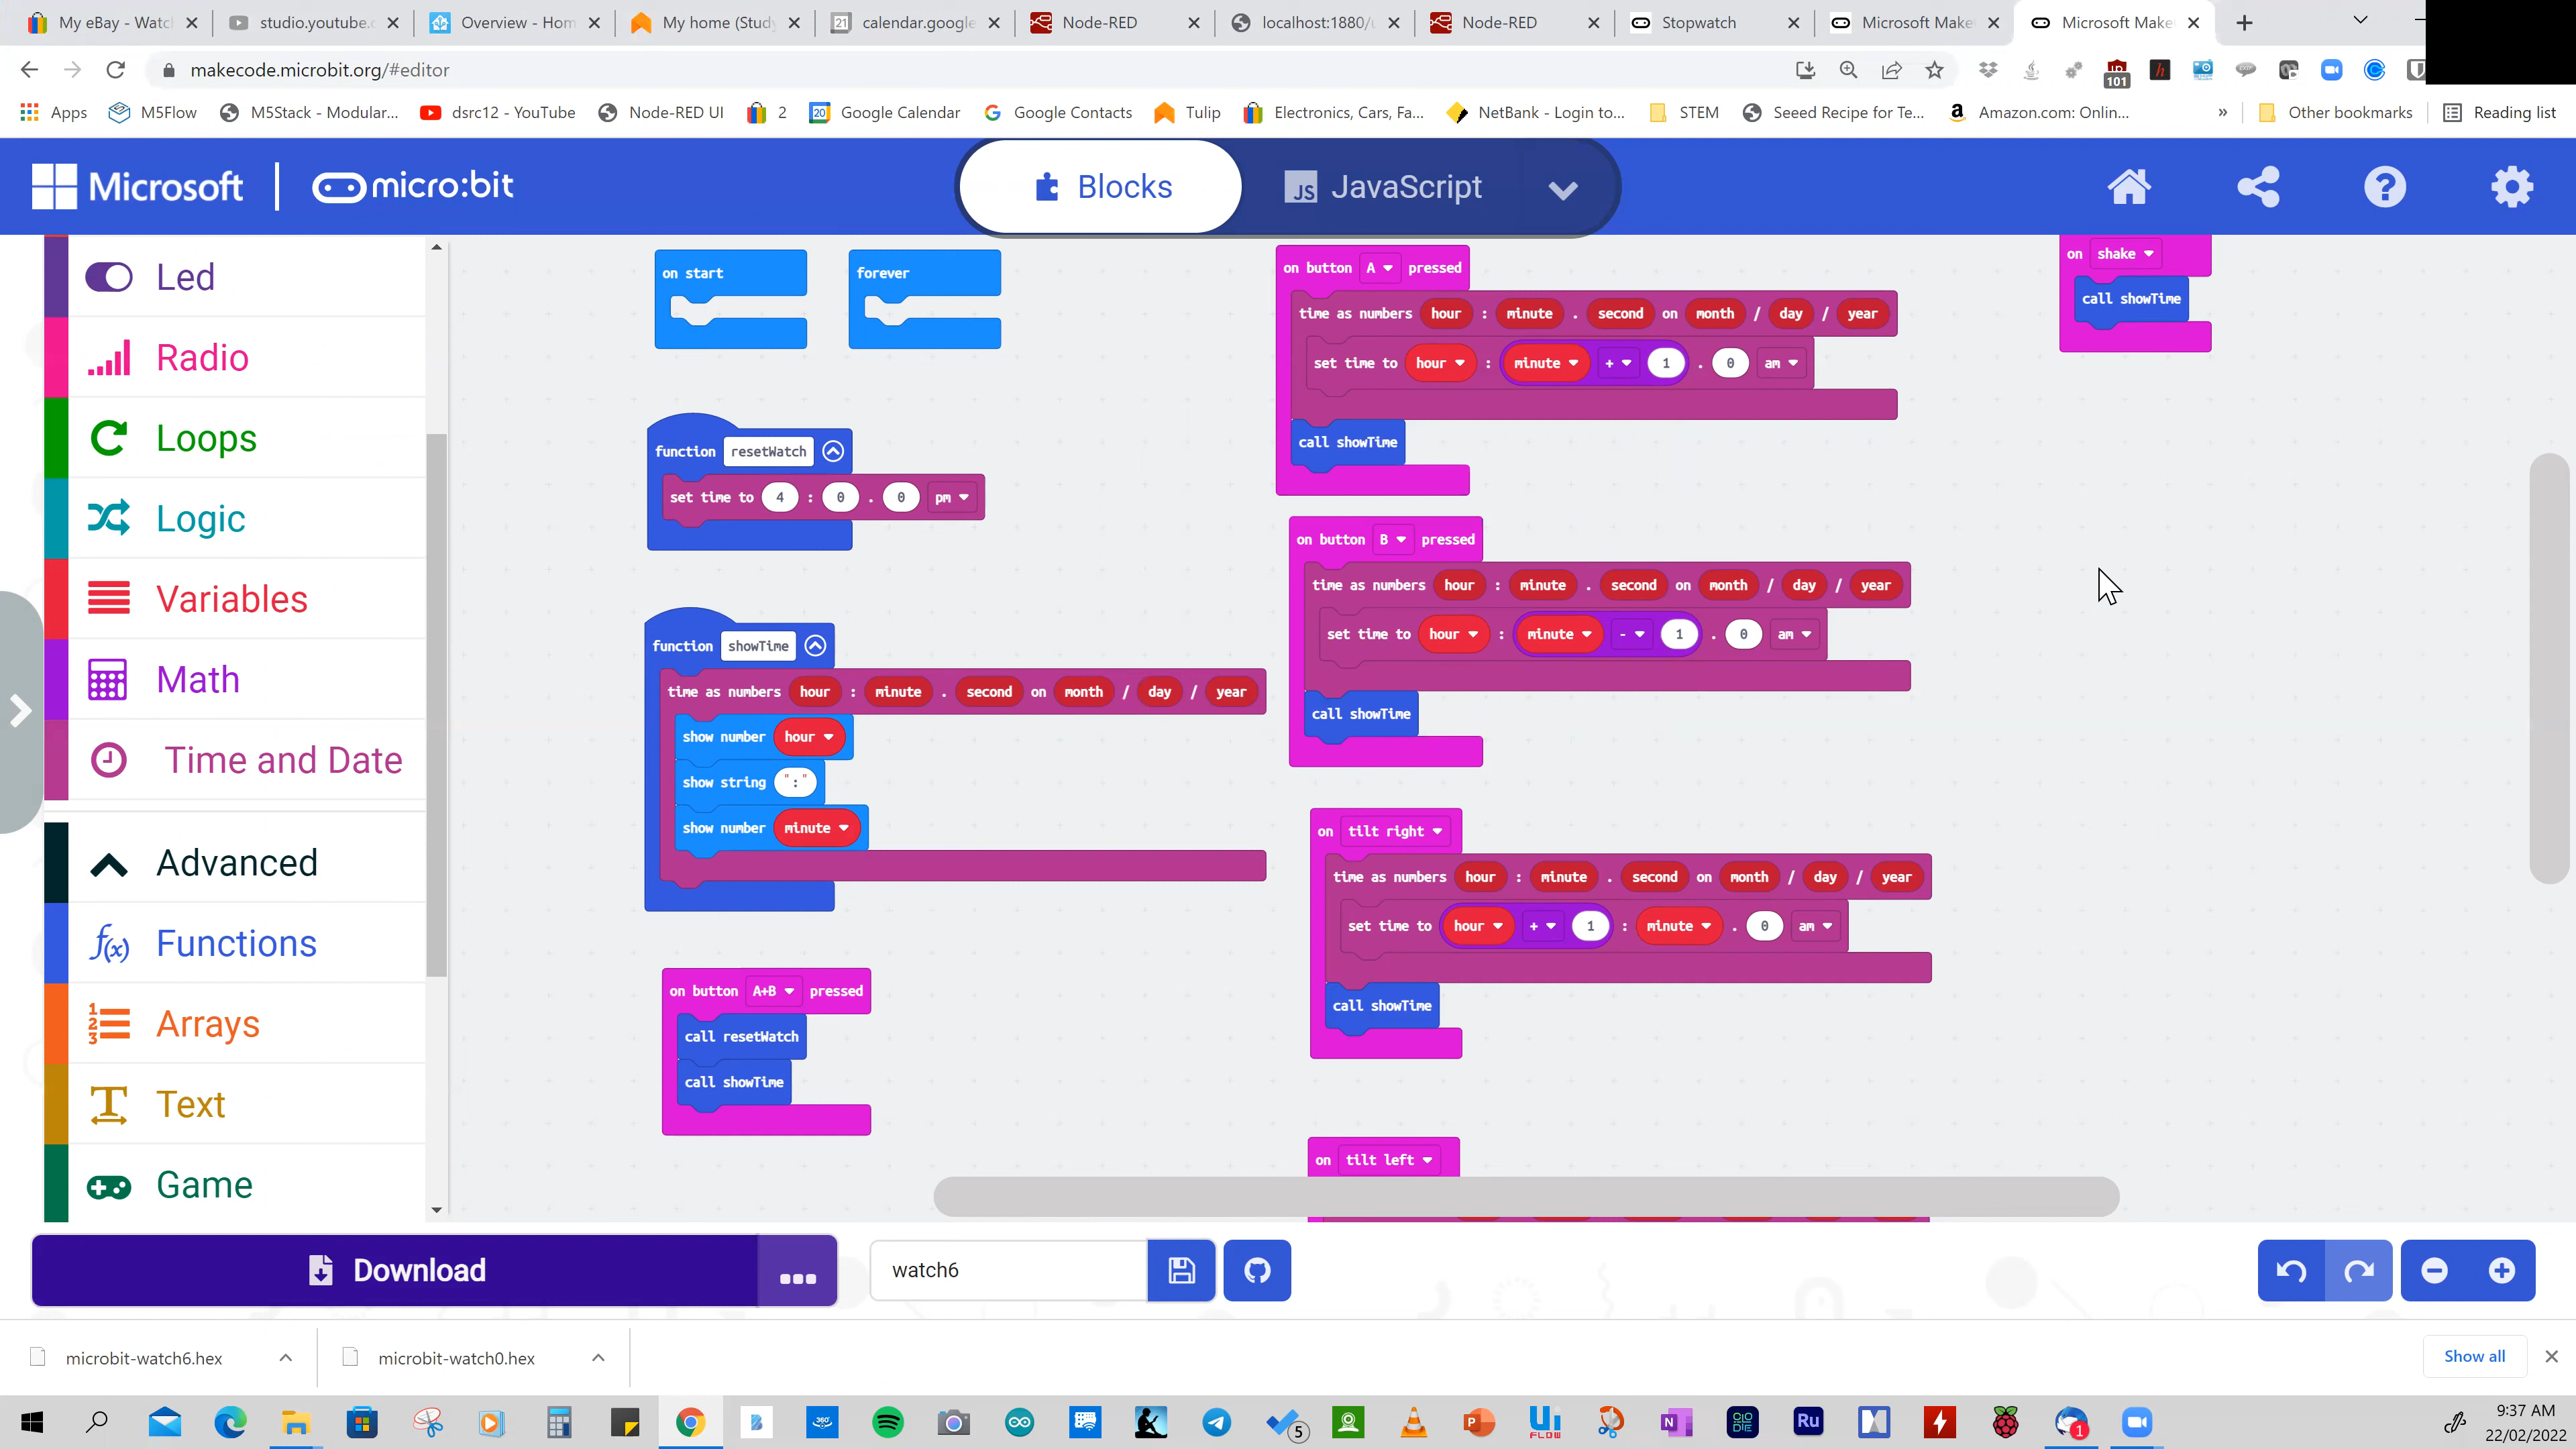 My eBay - Watc
studio.youtube.c
Overview - Hom
My home (Study
calendar.google
Node-RED
localhost:1880/u
Node-RED
Stopwatch
Microsoft Make
Microsoft Make
makecode.microbit.org/#editor
101
Apps
M5Flow
M5Stack - Modular...
dsrc12 - YouTube
Node-RED UI
2
Google Calendar
Google Contacts
Tulip
Electronics, Cars, Fa...
NetBank - Login to...
STEM
Seeed Recipe for Te...
Amazon.com: Onlin...
»
Other bookmarks
Reading list
Microsoft
micro:bit
Blocks
JS JavaScript
Led
Radio
Loops
Logic
Variables
Math
Time and Date
Advanced
f(x) Functions
Arrays
Text
Game
on start
forever
function resetWatch
set time to 4 : 0 . 0 pm
function showTime
time as numbers hour : minute . second on month / day / year
show number hour
show string ":"
show number minute
on button A+B pressed
call resetWatch
call showTime
on button A pressed
time as numbers hour : minute . second on month / day / year
set time to hour : minute + 1 . 0 am
call showTime
on button B pressed
time as numbers hour : minute . second on month / day / year
set time to hour : minute - 1 . 0 am
call showTime
on tilt right
time as numbers hour : minute . second on month / day / year
set time to hour + 1 : minute . 0 am
call showTime
on tilt left
on shake
call showTime
Download
...
watch6
microbit-watch6.hex
microbit-watch0.hex
Show all
9:37 AM
22/02/2022